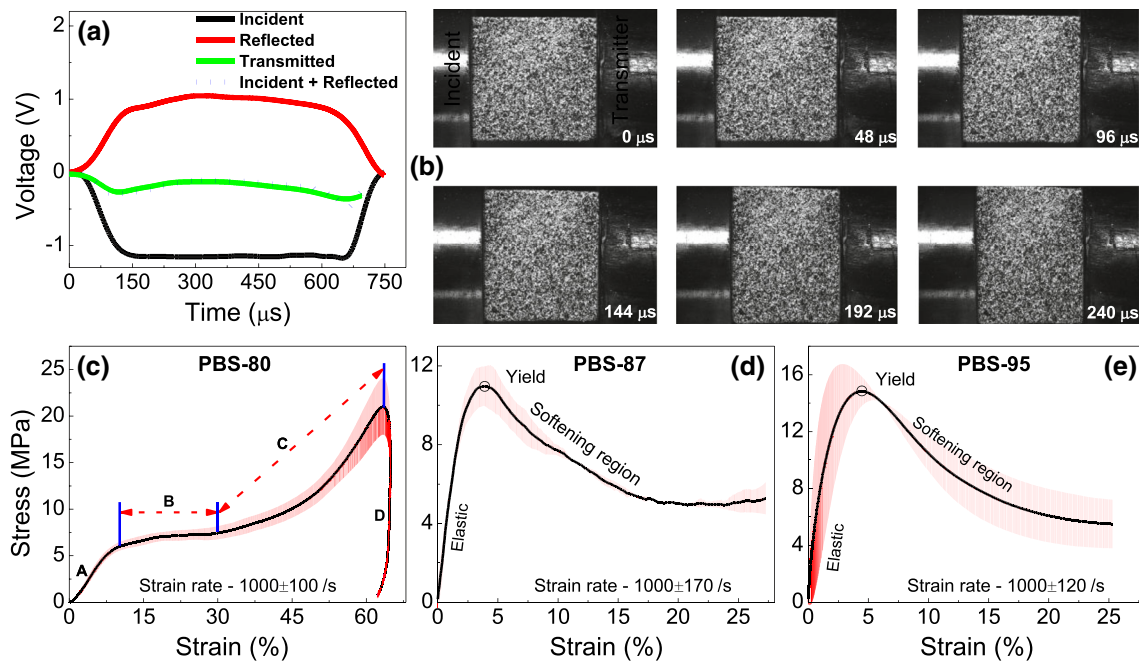 (a)
Incident
Reflected
Transmitted
Incident + Reflected
Voltage (V)
1
0
-1
0
150
300
450
600
750
Time (μs)
(b)
Incident
Transmitter
0 μs
48 μs
96 μs
144 μs
192 μs
240 μs
(c)
PBS-80
Stress (MPa)
25
20
15
10
5
0
A
B
C
D
Strain rate - 1000±100 /s
0
15
30
45
60
Strain (%)
PBS-87
(d)
12
8
4
0
Yield
Elastic
Softening region
Strain rate - 1000±170 /s
0
5
10
15
20
25
Strain (%)
PBS-95
(e)
16
12
8
4
0
Yield
Elastic
Softening region
Strain rate - 1000±120 /s
0
5
10
15
20
25
Strain (%)